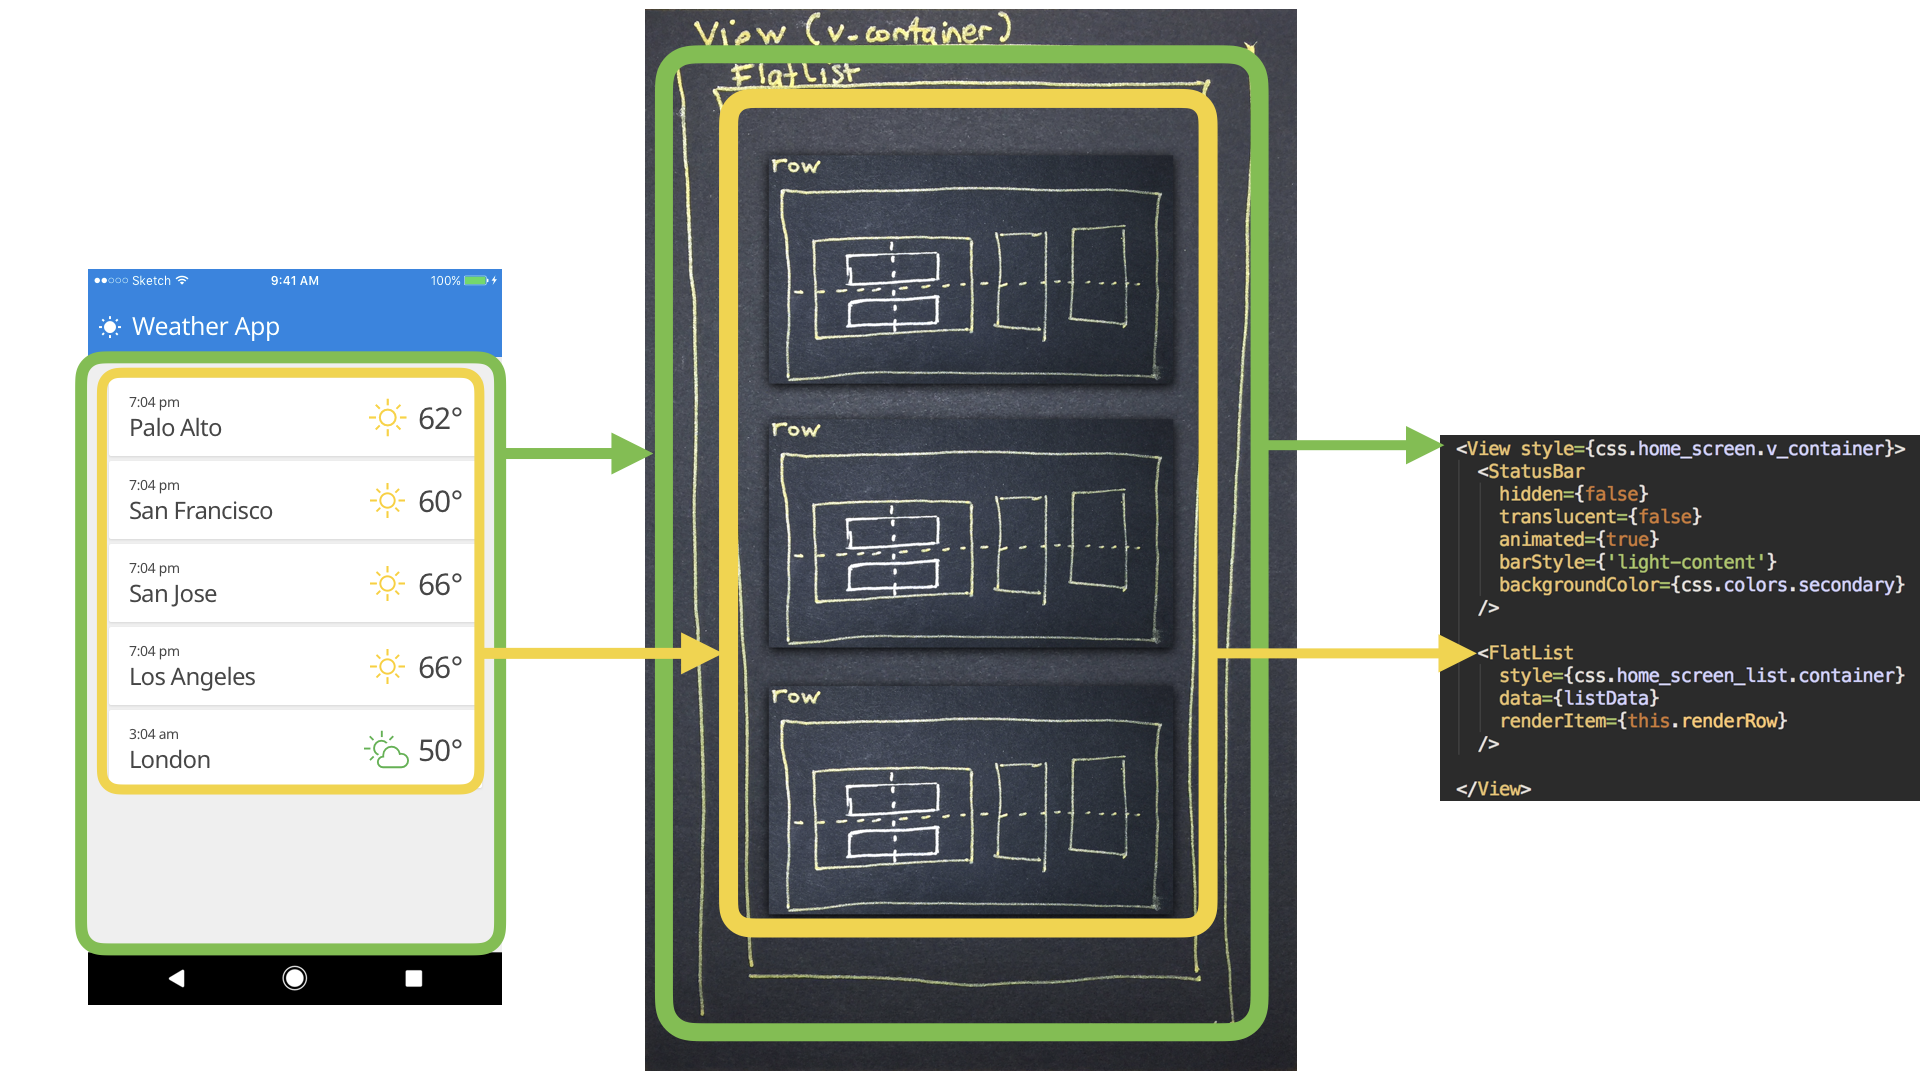 Sketch 9:41 AM 100%
Weather App
7:04 pm
Palo Alto
62°
7:04 pm
San Francisco
60°
7:04 pm
San Jose
66°
7:04 pm
Los Angeles
66°
3:04 am
London
50°
View (v-container)
FlatList
row
row
row
<View style={css.home_screen.v_container}>
<StatusBar
hidden={false}
translucent={false}
animated={true}
barStyle={'light-content'}
backgroundColor={css.colors.secondary}
/>
<FlatList
style={css.home_screen_list.container}
data={listData}
renderItem={this.renderRow}
/>
</View>